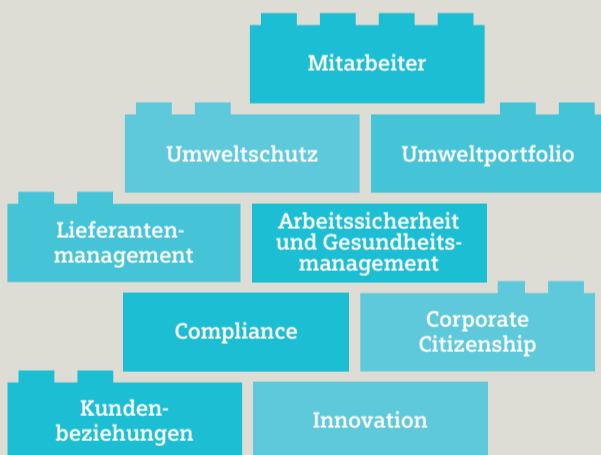 Mitarbeiter
Umweltschutz
Umweltportfolio
Lieferanten-
management
Arbeitssicherheit
und Gesundheits-
management
Compliance
Corporate
Citizenship
Kunden-
beziehungen
Innovation